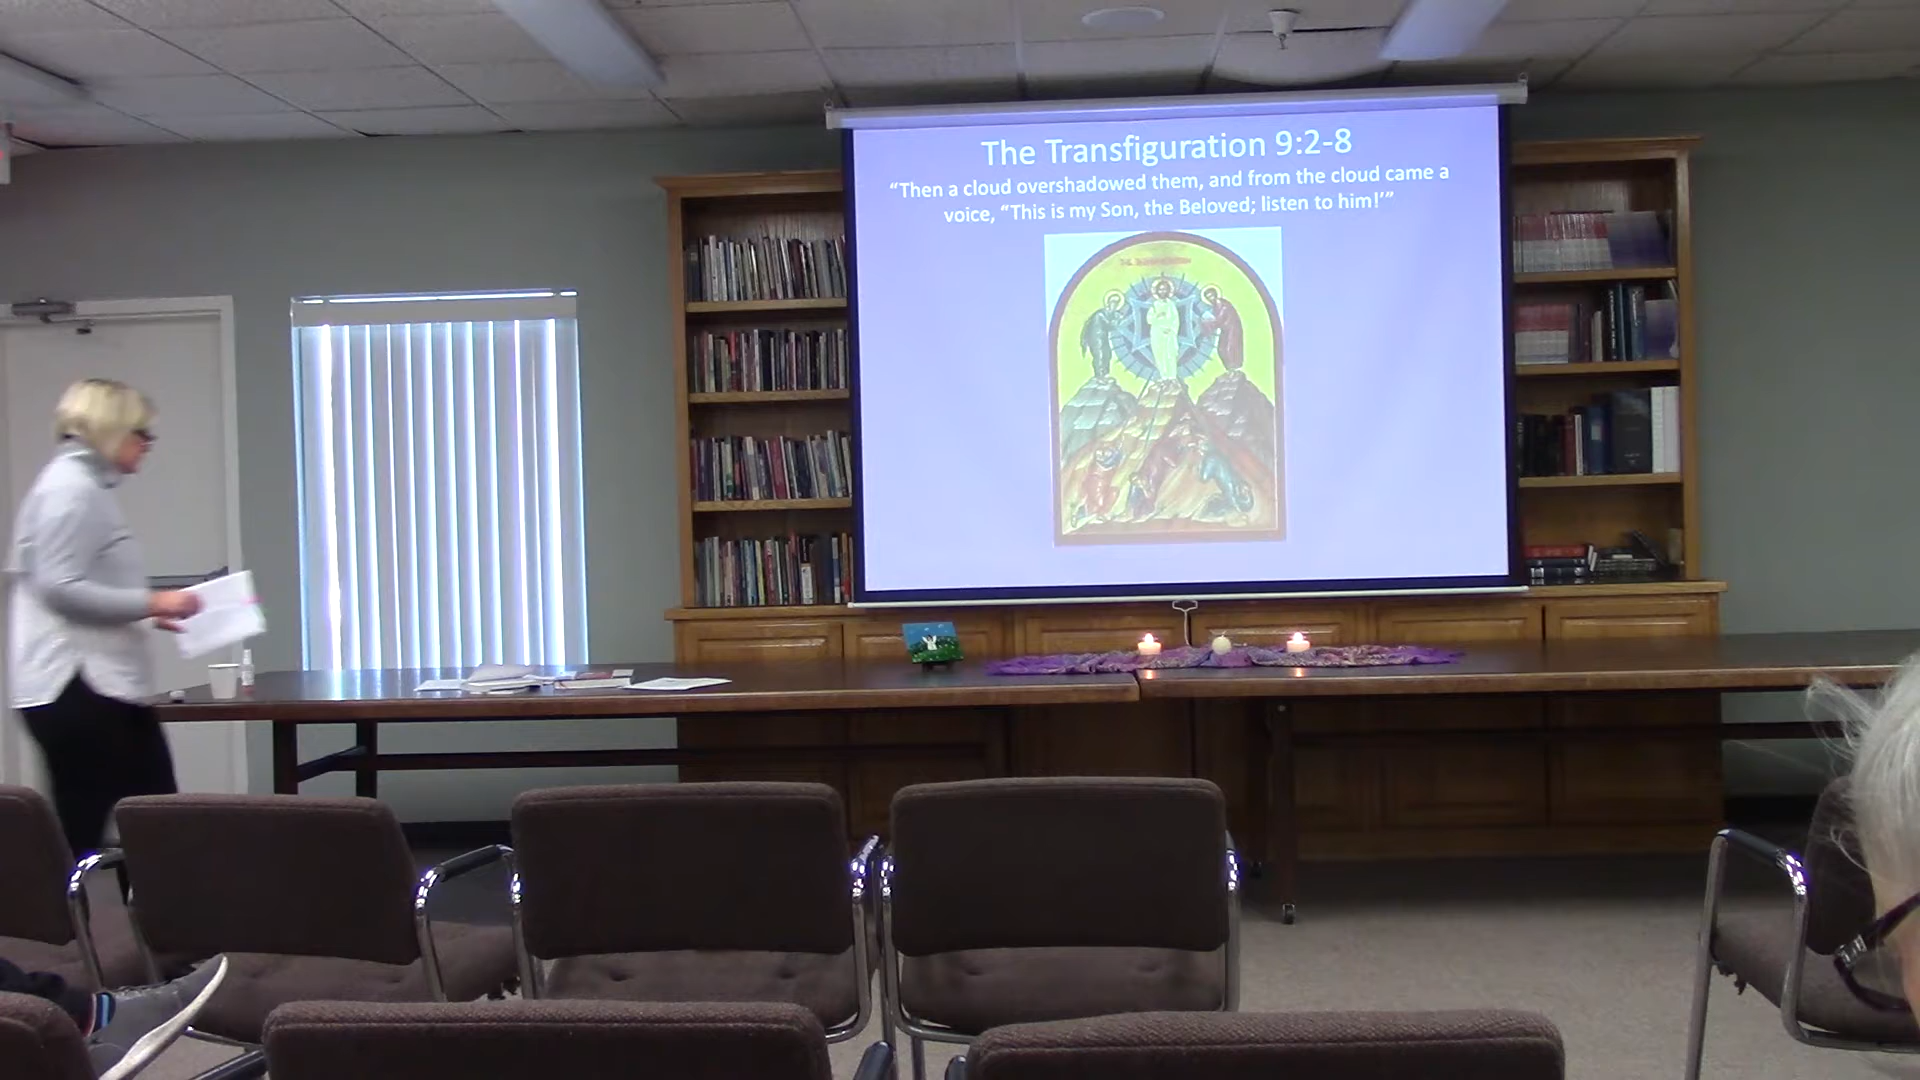 The Transfiguration 9:2-8
“Then a cloud overshadowed them, and from the cloud came a
voice, “This is my Son, the Beloved; listen to him!’”